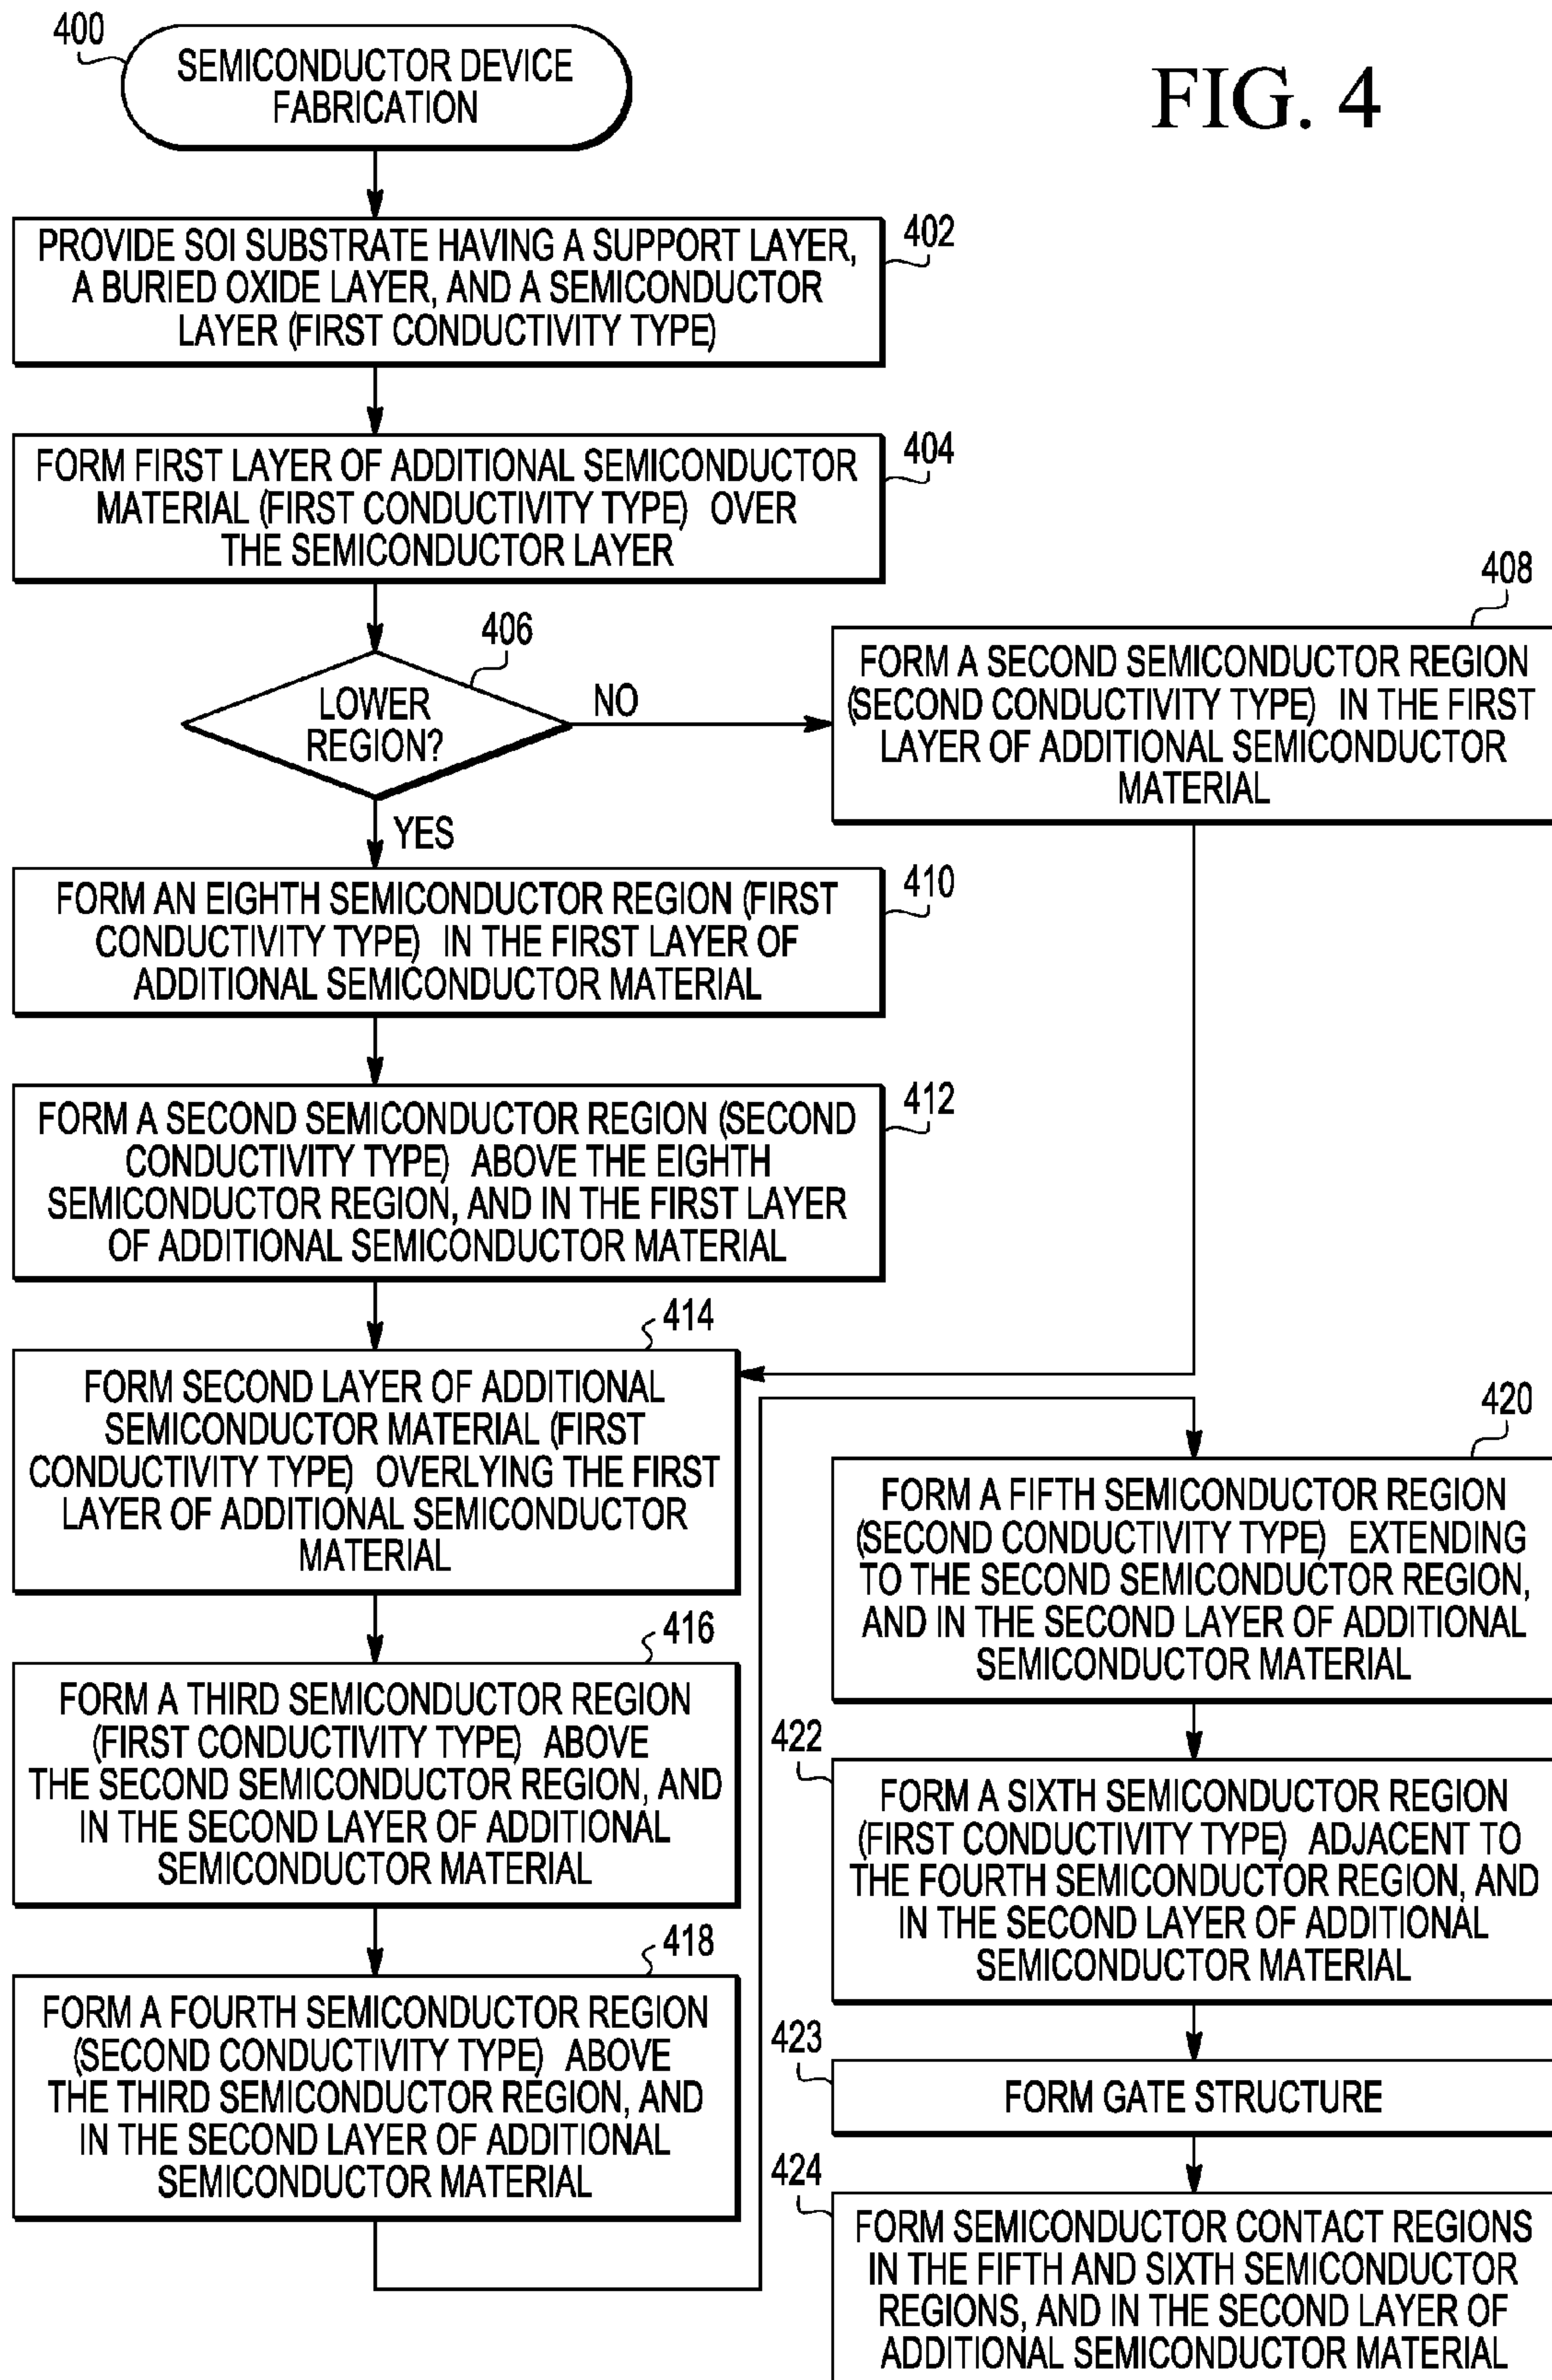 400
SEMICONDUCTOR DEVICE
FABRICATION
FIG. 4
402
PROVIDE SOI SUBSTRATE HAVING A SUPPORT LAYER,
A BURIED OXIDE LAYER, AND A SEMICONDUCTOR
LAYER (FIRST CONDUCTIVITY TYPE)
404
FORM FIRST LAYER OF ADDITIONAL SEMICONDUCTOR
MATERIAL (FIRST CONDUCTIVITY TYPE) OVER
THE SEMICONDUCTOR LAYER
406
LOWER
REGION?
NO
YES
408
FORM A SECOND SEMICONDUCTOR REGION
(SECOND CONDUCTIVITY TYPE) IN THE FIRST
LAYER OF ADDITIONAL SEMICONDUCTOR
MATERIAL
410
FORM AN EIGHTH SEMICONDUCTOR REGION (FIRST
CONDUCTIVITY TYPE) IN THE FIRST LAYER OF
ADDITIONAL SEMICONDUCTOR MATERIAL
412
FORM A SECOND SEMICONDUCTOR REGION (SECOND
CONDUCTIVITY TYPE) ABOVE THE EIGHTH
SEMICONDUCTOR REGION, AND IN THE FIRST LAYER
OF ADDITIONAL SEMICONDUCTOR MATERIAL
414
FORM SECOND LAYER OF ADDITIONAL
SEMICONDUCTOR MATERIAL (FIRST
CONDUCTIVITY TYPE) OVERLYING THE FIRST
LAYER OF ADDITIONAL SEMICONDUCTOR
MATERIAL
416
FORM A THIRD SEMICONDUCTOR REGION
(FIRST CONDUCTIVITY TYPE) ABOVE
THE SECOND SEMICONDUCTOR REGION, AND
IN THE SECOND LAYER OF ADDITIONAL
SEMICONDUCTOR MATERIAL
418
FORM A FOURTH SEMICONDUCTOR REGION
(SECOND CONDUCTIVITY TYPE) ABOVE
THE THIRD SEMICONDUCTOR REGION, AND
IN THE SECOND LAYER OF ADDITIONAL
SEMICONDUCTOR MATERIAL
420
FORM A FIFTH SEMICONDUCTOR REGION
(SECOND CONDUCTIVITY TYPE) EXTENDING
TO THE SECOND SEMICONDUCTOR REGION,
AND IN THE SECOND LAYER OF ADDITIONAL
SEMICONDUCTOR MATERIAL
422
FORM A SIXTH SEMICONDUCTOR REGION
(FIRST CONDUCTIVITY TYPE) ADJACENT TO
THE FOURTH SEMICONDUCTOR REGION, AND
IN THE SECOND LAYER OF ADDITIONAL
SEMICONDUCTOR MATERIAL
423
FORM GATE STRUCTURE
424
FORM SEMICONDUCTOR CONTACT REGIONS
IN THE FIFTH AND SIXTH SEMICONDUCTOR
REGIONS, AND IN THE SECOND LAYER OF
ADDITIONAL SEMICONDUCTOR MATERIAL